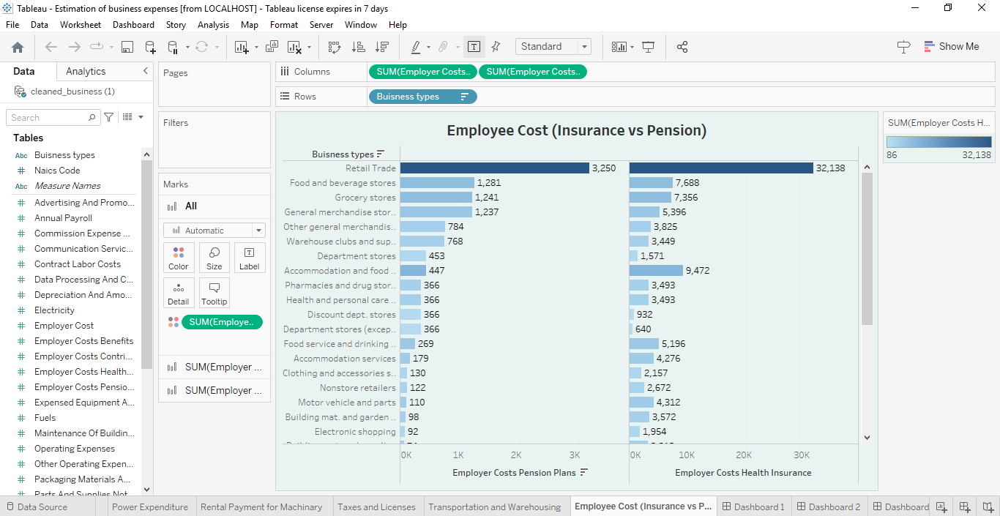 Tableau - Estimation of business expenses [from LOCALHOST] - Tableau license expires in 7 days
File Data Worksheet Dashboard Story Analysis Map Format Server Window Help
Standard
Show Me
Data Analytics
cleaned_business (1)
Search
Tables
Abc Buisness types
# Naics Code
Abc Measure Names
# Advertising And Promo...
# Annual Payroll
# Commission Expense ...
# Communication Servic...
# Contract Labor Costs
# Data Processing And C...
# Depreciation And Amo...
# Electricity
# Employer Cost
# Employer Costs Benefits
# Employer Costs Contri...
# Employer Costs Health...
# Employer Costs Pensio...
# Expensed Equipment A...
# Fuels
# Maintenance Of Buildin...
# Operating Expenses
# Other Operating Expen...
# Packaging Materials A...
# Parts And Supplies Not
Pages
Filters
Marks
All
Automatic
Color Size Label
Detail Tooltip
SUM(Employe..
SUM(Employer ...
SUM(Employer ...
Columns SUM(Employer Costs.. SUM(Employer Costs..
Rows Buisness types
Employee Cost (Insurance vs Pension)
Buisness types
Retail Trade 3,250 32,138
Food and beverage stores 1,281 7,688
Grocery stores 1,241 7,356
General merchandise stor.. 1,237 5,396
Other general merchandis.. 784 3,825
Warehouse clubs and sup.. 768 3,449
Department stores 453 1,571
Accommodation and food .. 447 9,472
Pharmacies and drug stor.. 366 3,493
Health and personal care .. 366 3,493
Discount dept. stores 366 932
Department stores (excep.. 366 640
Food service and drinking .. 269 5,196
Accommodation services 179 4,276
Clothing and accessories s.. 130 2,157
Nonstore retailers 122 2,672
Motor vehicle and parts 110 4,312
Building mat. and garden .. 98 3,572
Electronic shopping 92 1,954
0K 1K 2K 3K 0K 10K 20K 30K
Employer Costs Pension Plans Employer Costs Health Insurance
SUM(Employer Costs H...
86 32,138
Data Source Power Expenditure Rental Payment for Machinery Taxes and Licenses Transportation and Warehousing Employee Cost (Insurance vs P... Dashboard 1 Dashboard 2 Dashboard